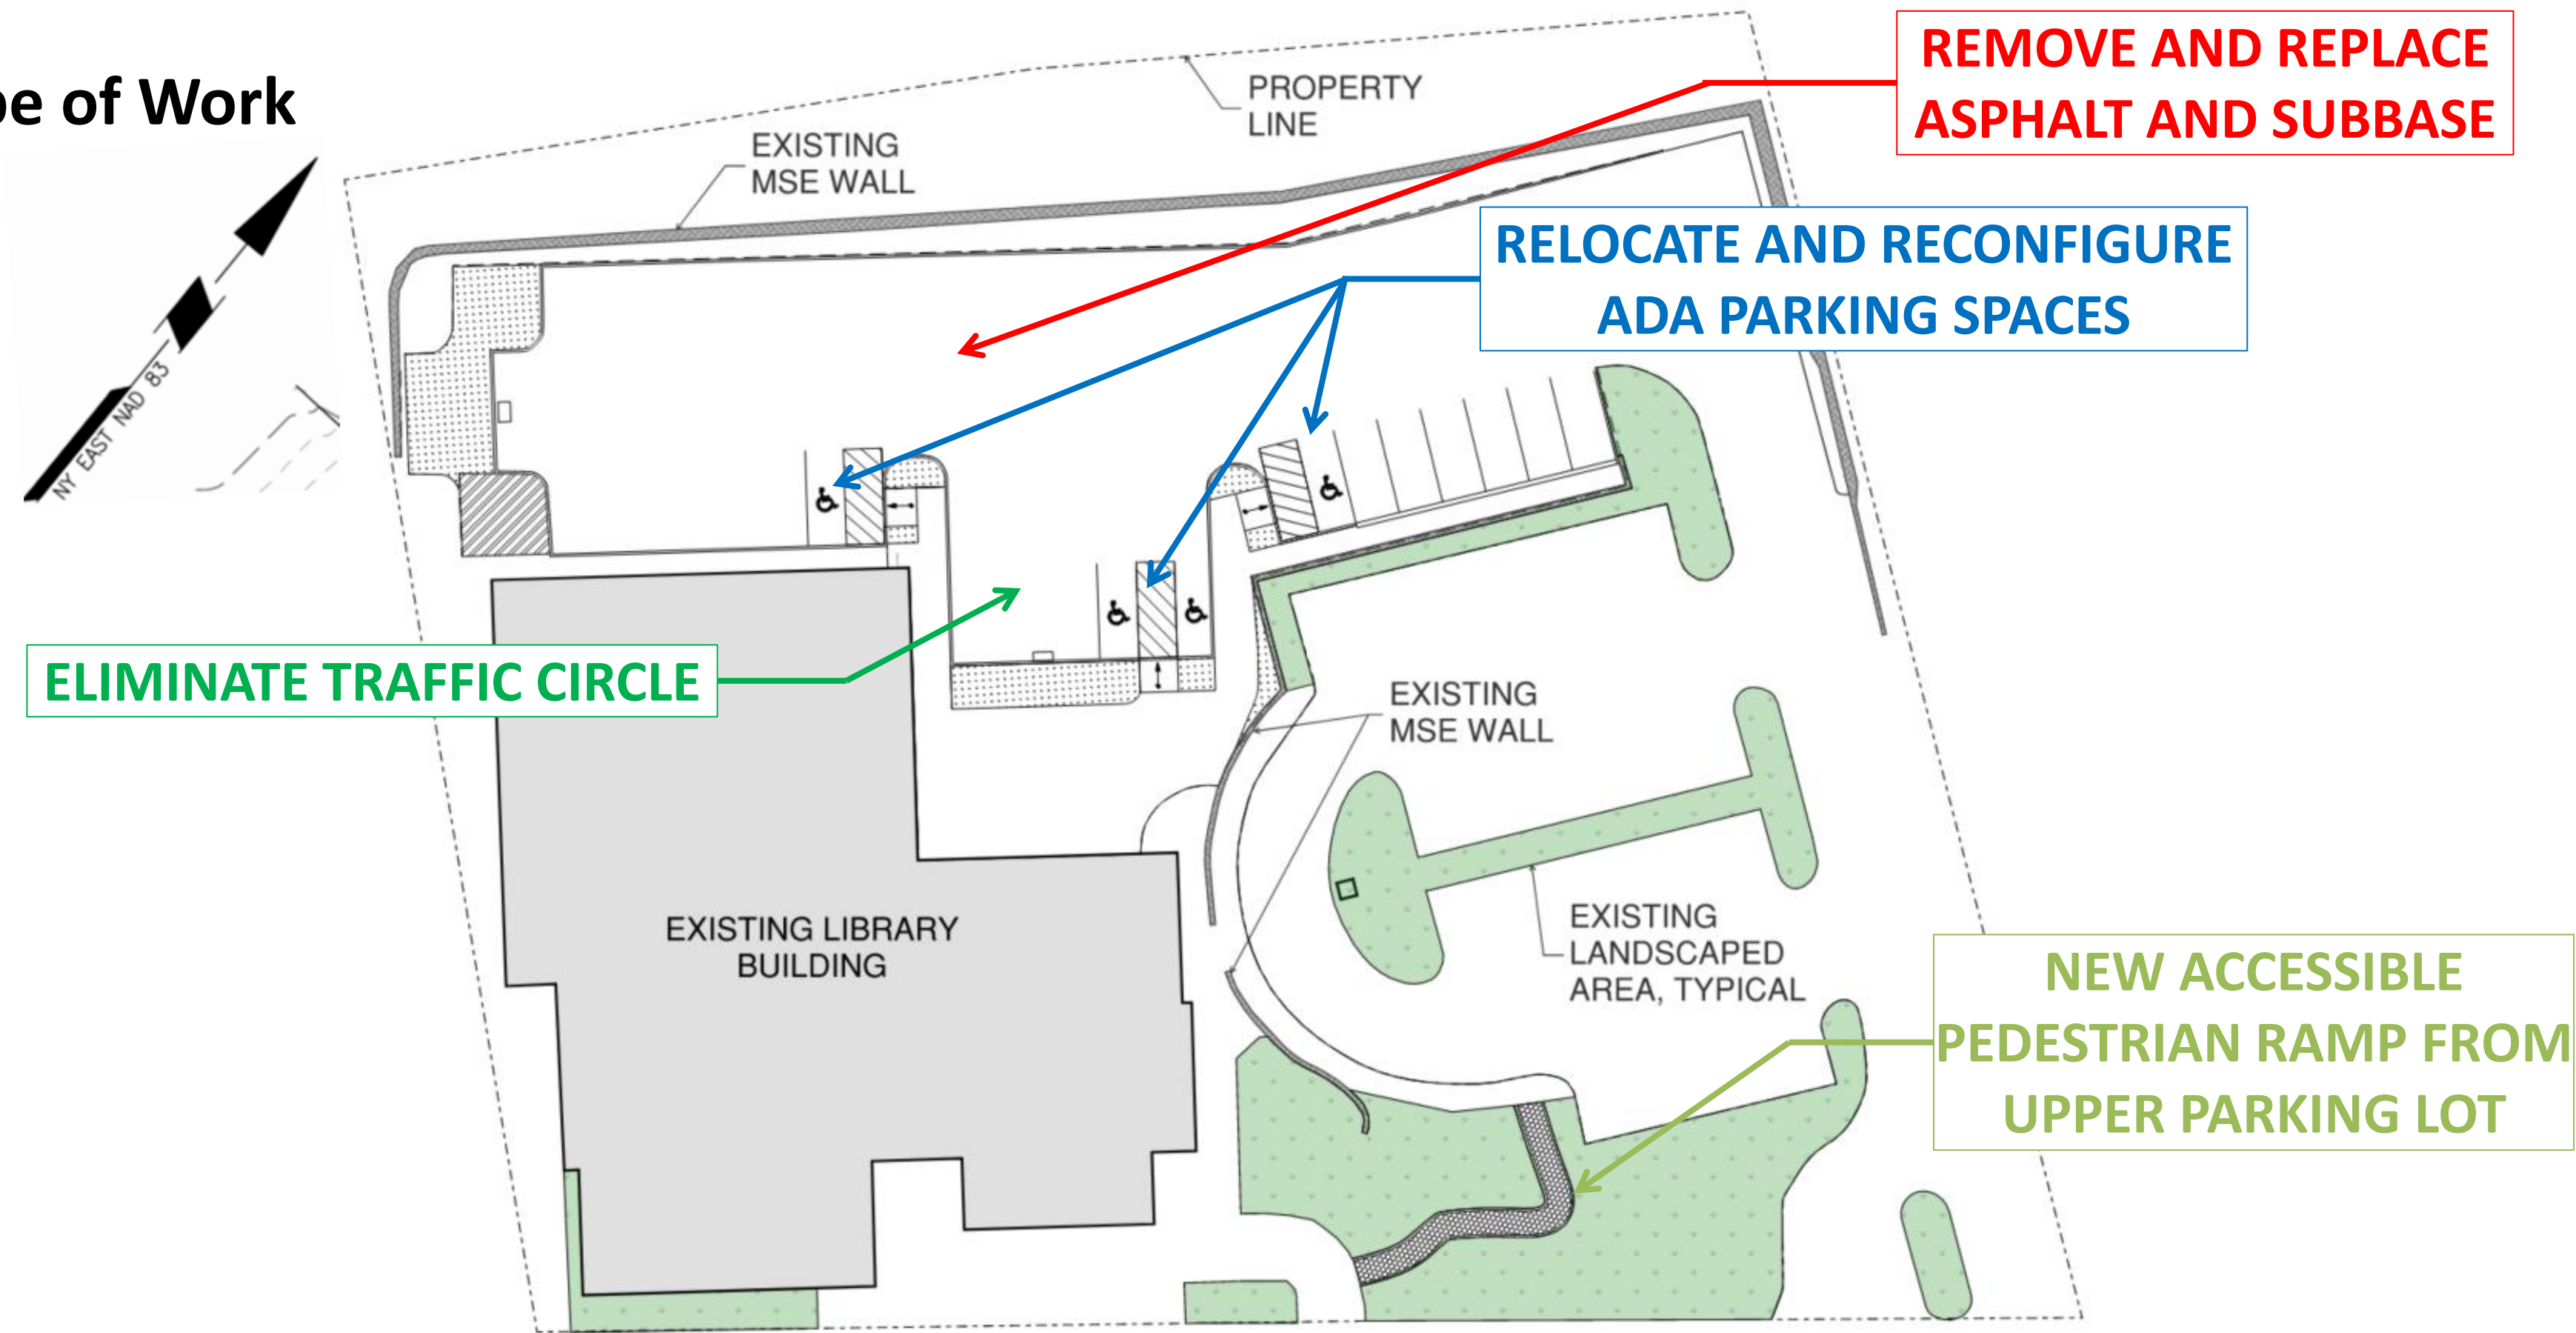 pe of Work
REMOVE AND REPLACE
ASPHALT AND SUBBASE
PROPERTY
LINE
EXISTING
MSE WALL
RELOCATE AND RECONFIGURE
ADA PARKING SPACES
NY EAST NAD 83
ELIMINATE TRAFFIC CIRCLE
EXISTING
MSE WALL
EXISTING LIBRARY
BUILDING
EXISTING
LANDSCAPED
AREA, TYPICAL
NEW ACCESSIBLE
PEDESTRIAN RAMP FROM
UPPER PARKING LOT